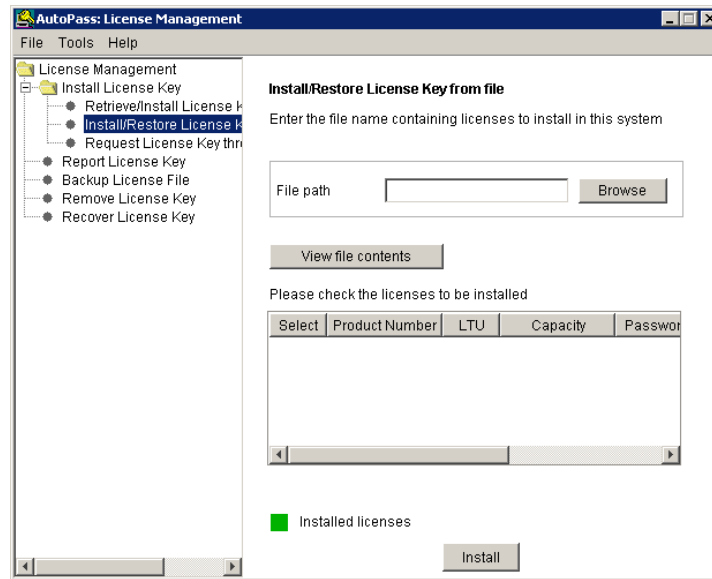 AutoPass: License Management
File Tools Help
License Management
Install License Key
Retrieve/Install License K
Install/Restore License K
Request License Key thr
Report License Key
Backup License File
Remove License Key
Recover License Key
Install/Restore License Key from file
Enter the file name containing licenses to install in this system
File path
Browse
View file contents
Please check the licenses to be installed
Select Product Number LTU Capacity Passwor
Installed licenses
Install